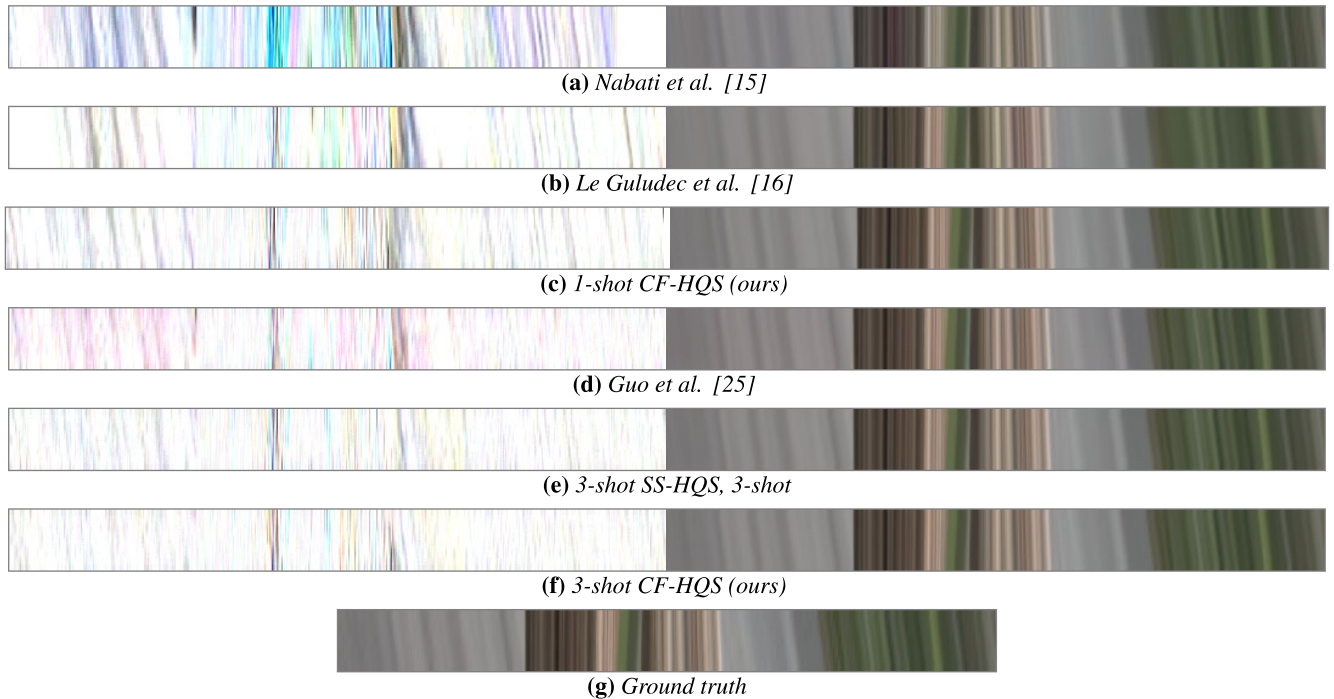 (a) Nabati et al. [15]
(b) Le Guludec et al. [16]
(c) 1-shot CF-HQS (ours)
(d) Guo et al. [25]
(e) 3-shot SS-HQS, 3-shot
(f) 3-shot CF-HQS (ours)
(g) Ground truth